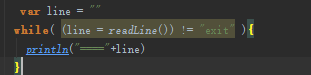 var line = ""
while( (line = readLine()) != "exit" ){
println("===="+line)
}